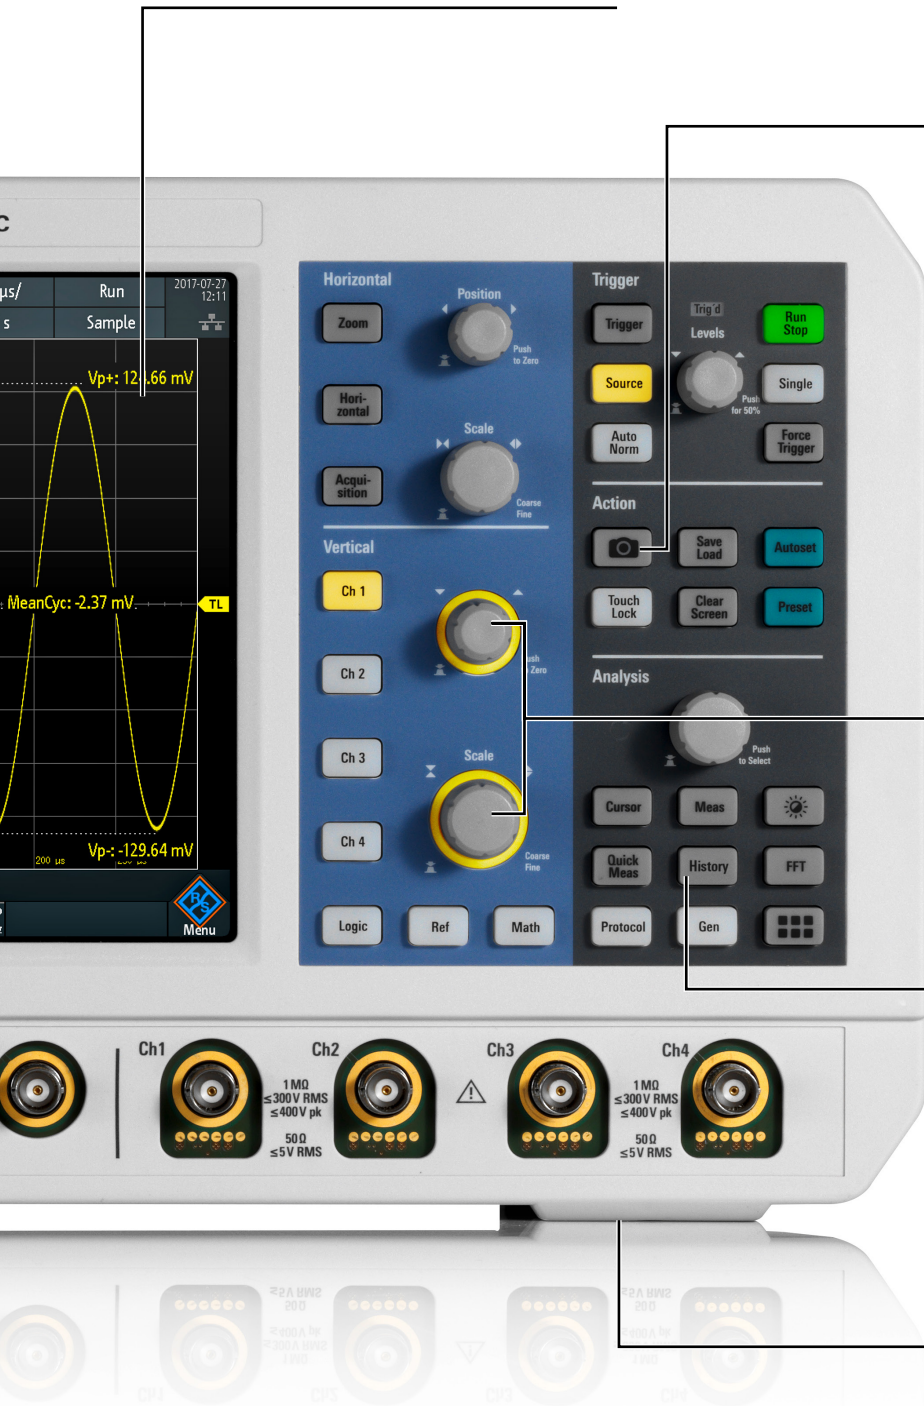 C
µs/
Run
2017-07-27
12:11
s
Sample
Vp+: 12 .66 mV
MeanCyc: -2.37 mV
TL
Vp-: -129.64 mV
200 µs
R
&
S
Menu
Horizontal
Position
Zoom
Push
to Zero
Hori-
zontal
Scale
Acqui-
sition
Coarse
Fine
Vertical
Ch 1
Push
Zero
Ch 2
Ch 3
Scale
Ch 4
Coarse
Fine
Logic
Ref
Math
Trigger
Trig'd
Trigger
Levels
Run
Stop
Source
Single
Push
for 50%
Auto
Norm
Force
Trigger
Action
Save
Load
Autoset
Touch
Lock
Clear
Screen
Preset
Analysis
Push
to Select
Cursor
Meas
Quick
Meas
History
FFT
Protocol
Gen
Ch1
Ch2
Ch3
Ch4
1 MΩ
≤300 V RMS
≤400 V pk
50 Ω
≤5 V RMS
1 MΩ
≤300 V RMS
≤400 V pk
50 Ω
≤5 V RMS